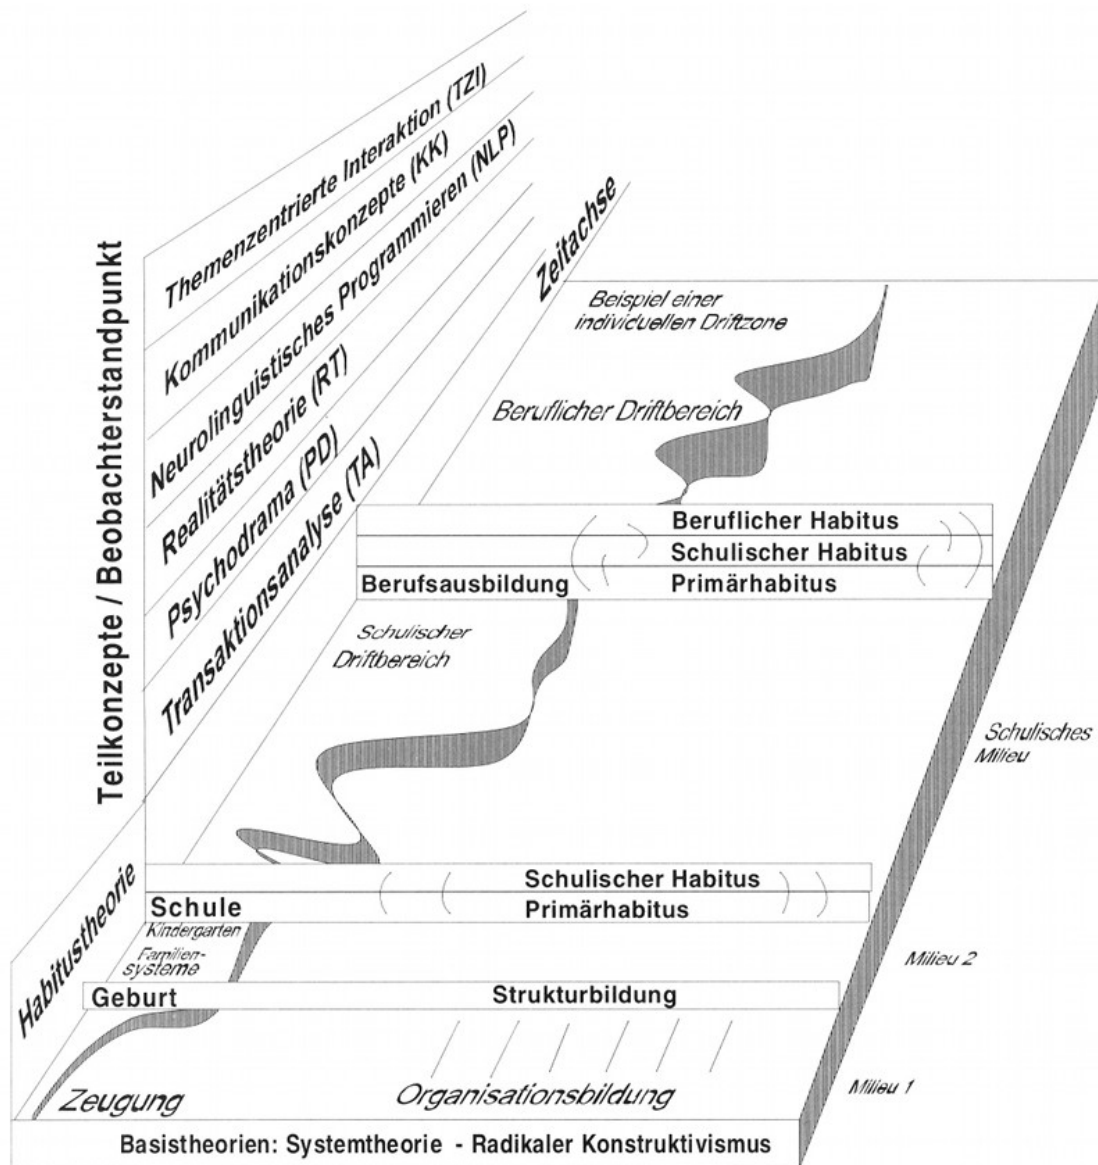 Teilkonzepte / Beobachterstandpunkt
Themenzentrierte Interaktion (TZI)
Kommunikationskonzepte (KK)
Neurolinguistisches Programmieren (NLP)
Realitätstheorie (RT)
Psychodrama (PD)
Transaktionsanalyse (TA)
Habitustheorie
Zeitachse
Beispiel einer
individuellen Driftzone
Beruflicher Driftbereich
Beruflicher Habitus
Schulischer Habitus
Berufsausbildung
Primärhabitus
Schulischer
Driftbereich
Schulisches
Milieu
Schulischer Habitus
Schule
Primärhabitus
Kindergarten
Familien-
systeme
Milieu 2
Geburt
Strukturbildung
Milieu 1
Zeugung
Organisationsbildung
Basistheorien: Systemtheorie - Radikaler Konstruktivismus